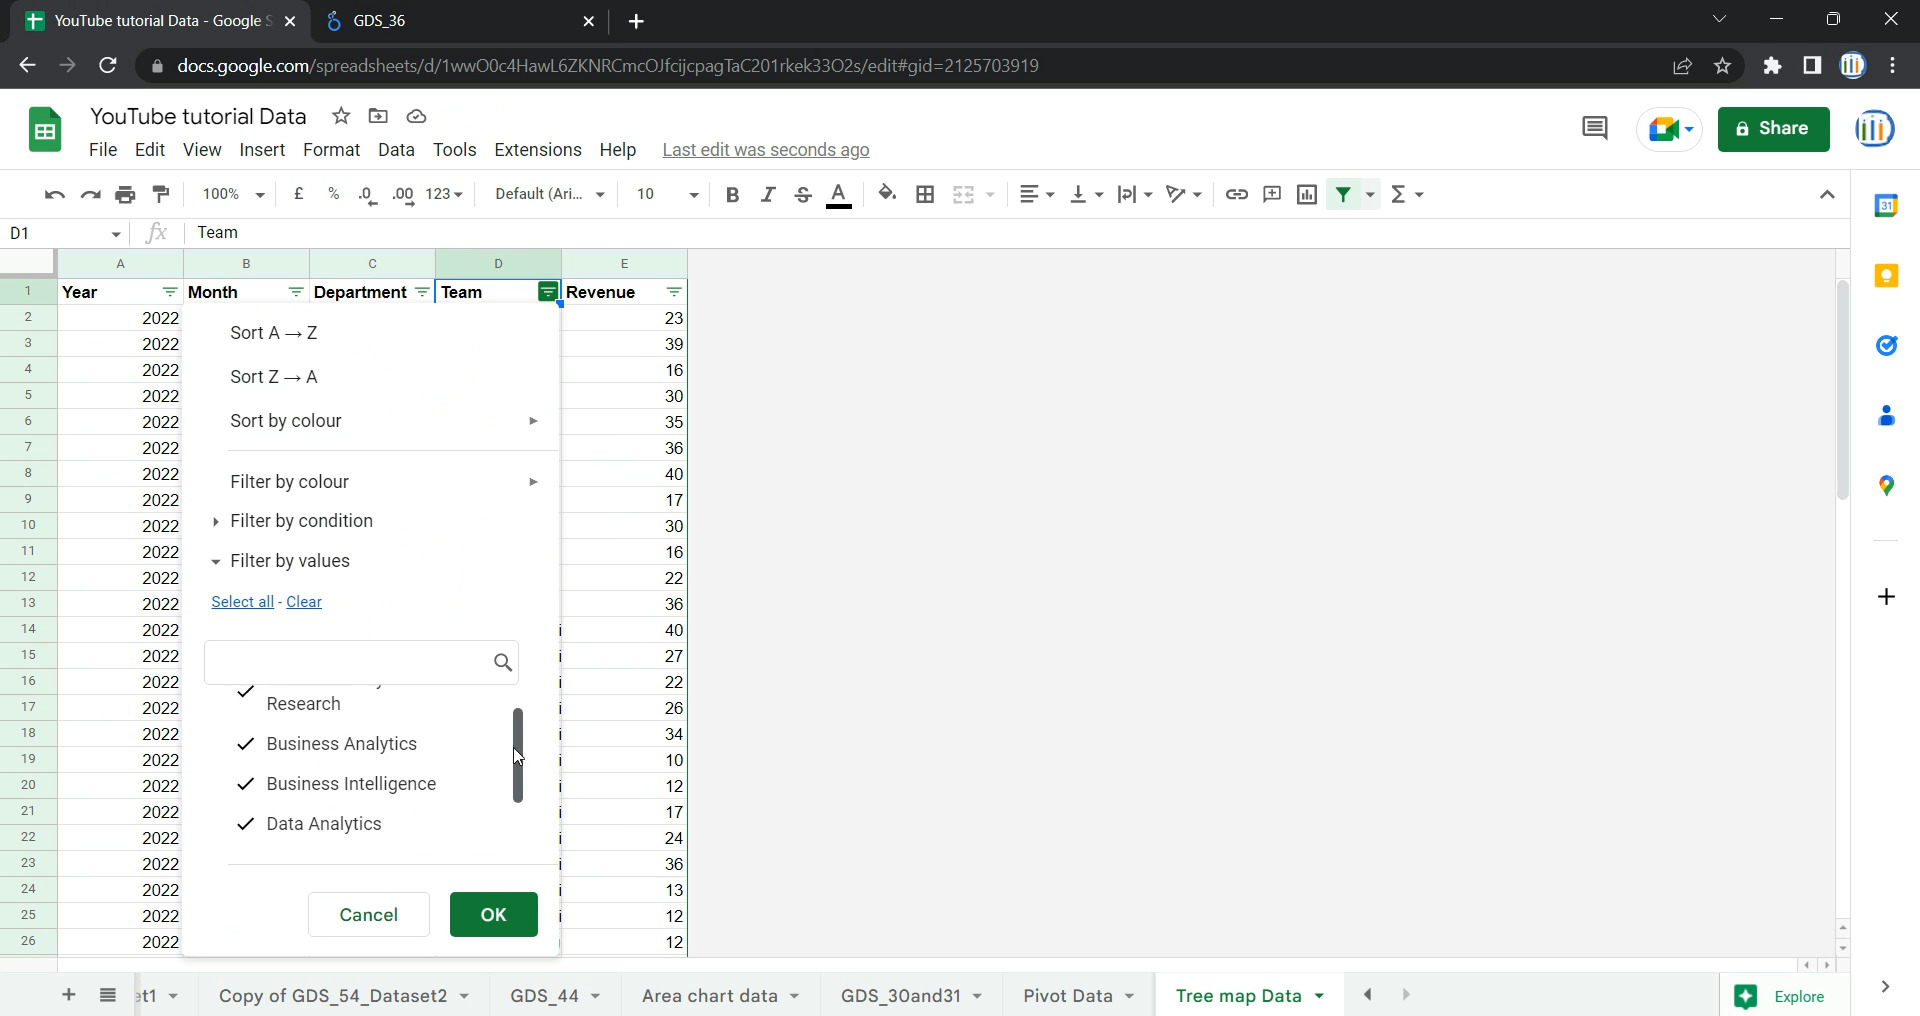 YouTube tutorial Data - Google S
GDS_36
docs.google.com/spreadsheets/d/1wwO0c4HawL6ZKNRCmcOJfcijcpagTaC201rkek33O2s/edit#gid=2125703919
YouTube tutorial Data
File Edit View Insert Format Data Tools Extensions Help Last edit was seconds ago
Share
100% £ % .0 .00 123 Default (Ari... 10 B I S A
D1 fx Team
A B C D E
1 Year Month Department Team Revenue
2 2022 23
3 2022 39
4 2022 16
5 2022 30
6 2022 35
7 2022 36
8 2022 40
9 2022 17
10 2022 30
11 2022 16
12 2022 22
13 2022 36
14 2022 40
15 2022 27
16 2022 22
17 2022 26
18 2022 34
19 2022 10
20 2022 12
21 2022 17
22 2022 24
23 2022 36
24 2022 13
25 2022 12
26 2022 12
Sort A → Z
Sort Z → A
Sort by colour
Filter by colour
Filter by condition
Filter by values
Select all - Clear
Research
Business Analytics
Business Intelligence
Data Analytics
Cancel OK
31
et1 Copy of GDS_54_Dataset2 GDS_44 Area chart data GDS_30and31 Pivot Data Tree map Data Explore